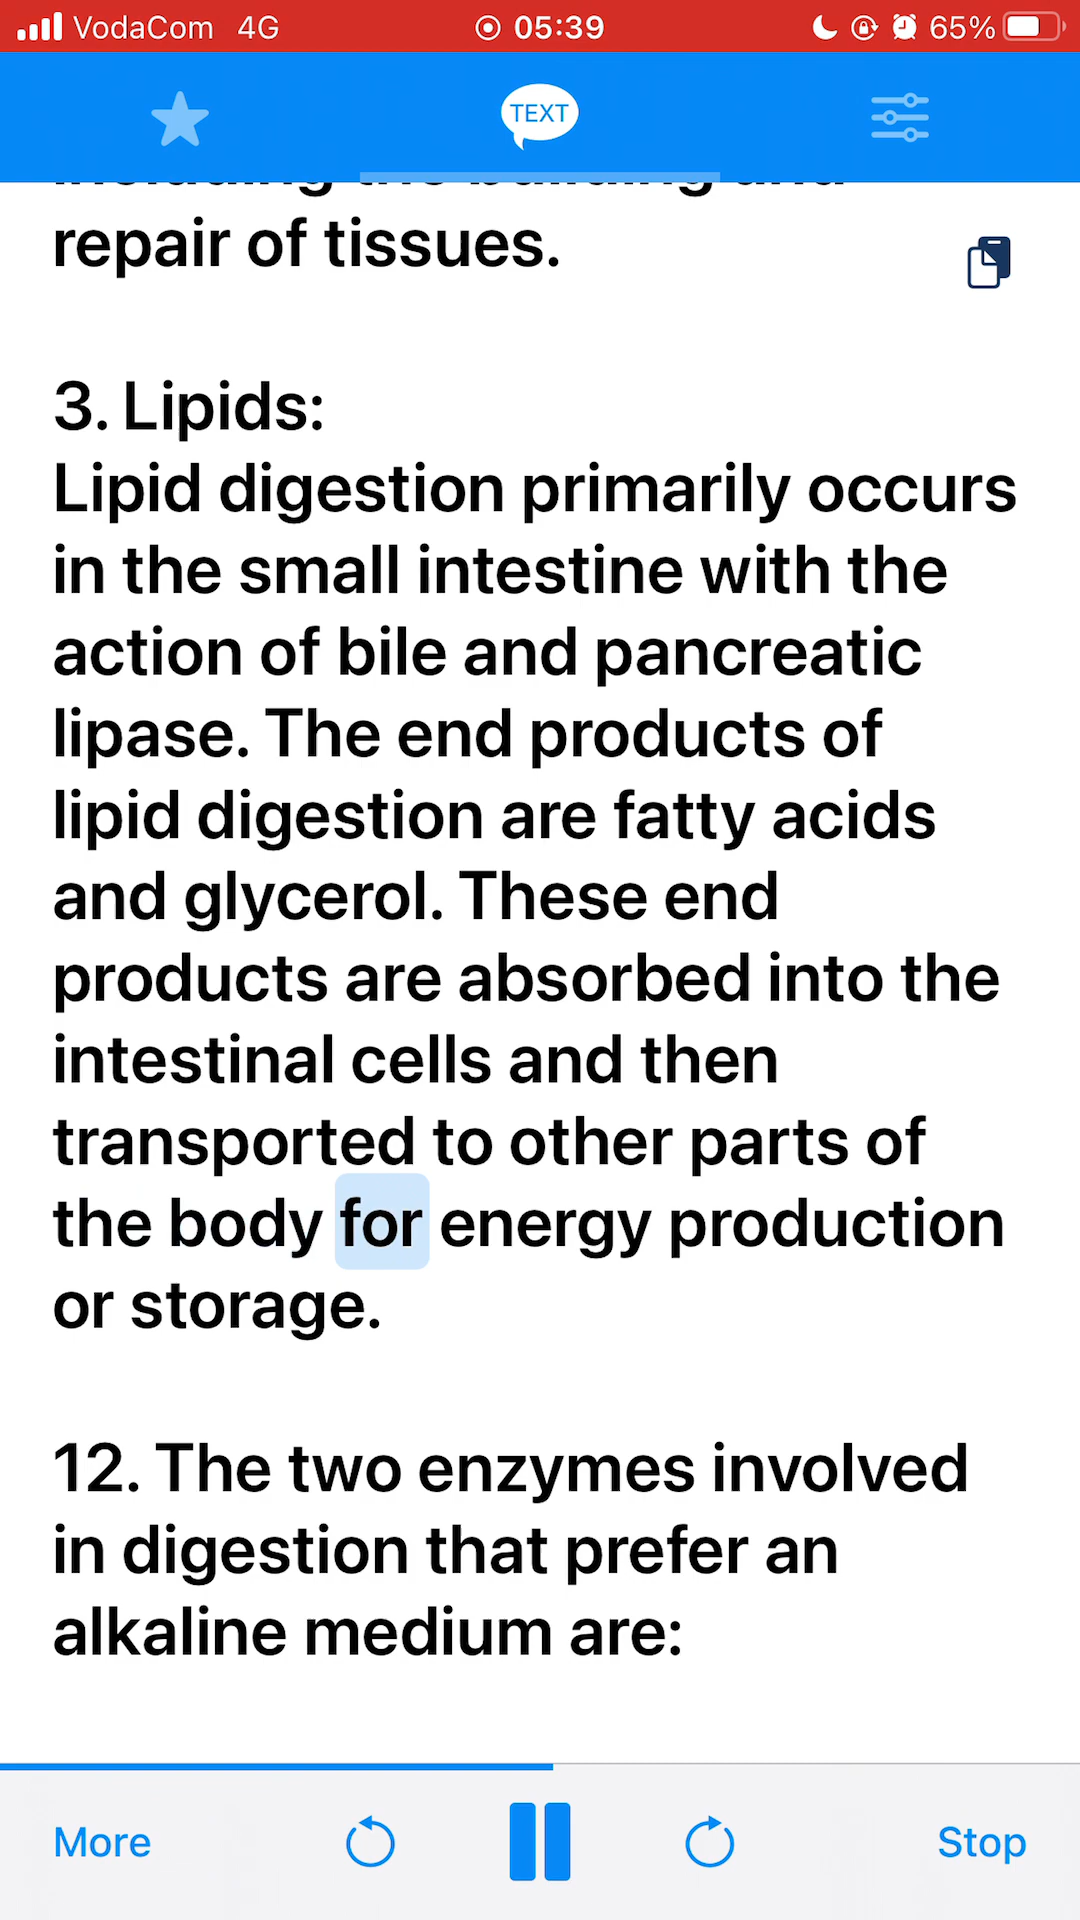 VodaCom 4G 05:39 65%
TEXT
repair of tissues.
3. Lipids:
Lipid digestion primarily occurs
in the small intestine with the
action of bile and pancreatic
lipase. The end products of
lipid digestion are fatty acids
and glycerol. These end
products are absorbed into the
intestinal cells and then
transported to other parts of
the body for energy production
or storage.
12. The two enzymes involved
in digestion that prefer an
alkaline medium are:
More Stop